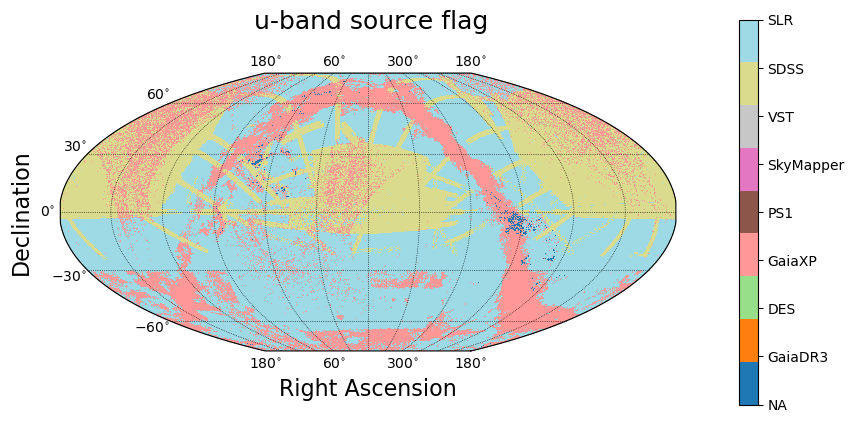 u-band source flag
180° 60° 300° 180°
60°
30°
0°
−30°
−60°
Declination
180° 60° 300° 180°
Right Ascension
SLR
SDSS
VST
SkyMapper
PS1
GaiaXP
DES
GaiaDR3
NA